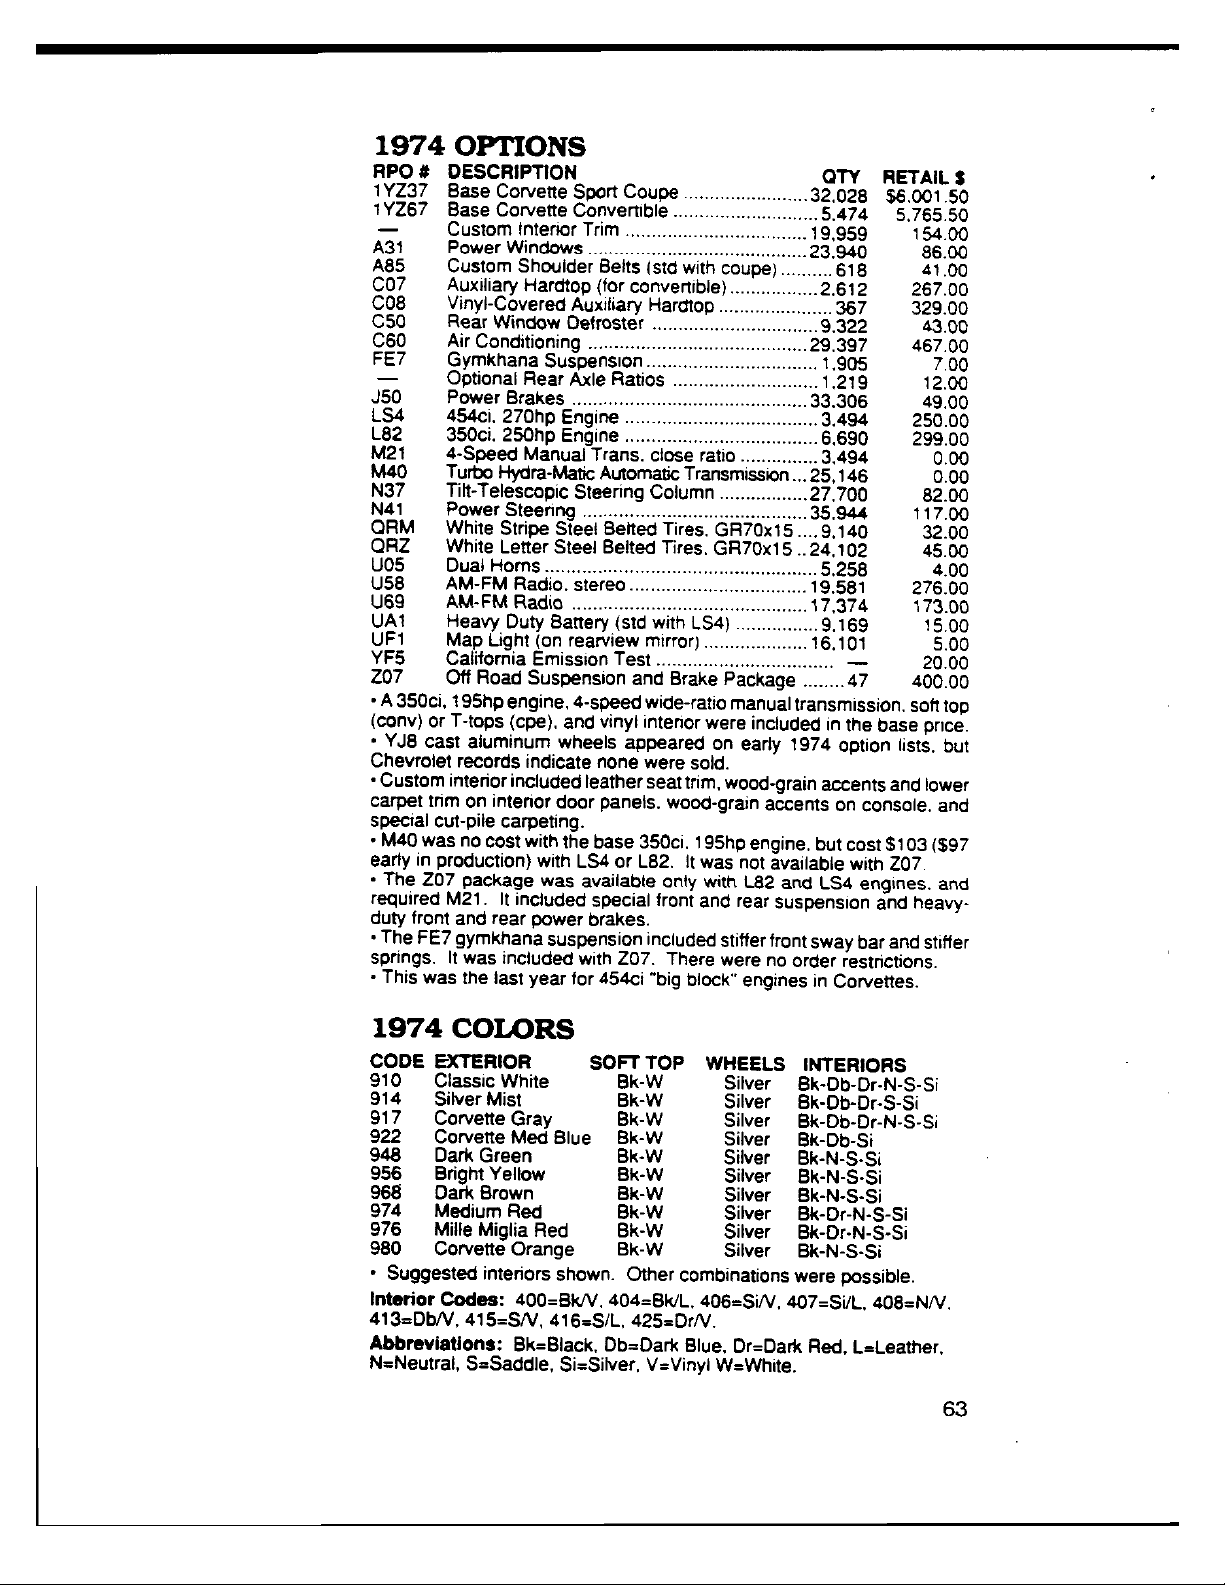 1974 OPTIONS
RPO # DESCRIPTION QTY RETAIL $
1YZ37 Base Corvette Sport Coupe ........................ 32.028 $6.001.50
1YZ67 Base Corvette Convertible ............................ 5.474 5,765.50
— Custom Interior Trim ................................... 19,959 154.00
A31 Power Windows .......................................... 23.940 86.00
A85 Custom Shoulder Belts (std with coupe) .......... 618 41.00
C07 Auxiliary Hardtop (for convertible) ................. 2.612 267.00
C08 Vinyl-Covered Auxiliary Hardtop ...................... 367 329.00
C50 Rear Window Defroster ................................ 9.322 43.00
C60 Air Conditioning .......................................... 29.397 467.00
FE7 Gymkhana Suspension ................................. 1.905 7.00
— Optional Rear Axle Ratios ............................ 1.219 12.00
J50 Power Brakes ............................................. 33.306 49.00
LS4 454ci. 270hp Engine ..................................... 3.494 250.00
L82 350ci. 250hp Engine ..................................... 6.690 299.00
M21 4-Speed Manual Trans. close ratio ............... 3,494 0.00
M40 Turbo Hydra-Matic Automatic Transmission ... 25,146 0.00
N37 Tilt-Telescopic Steering Column ................. 27.700 82.00
N41 Power Steering ........................................... 35.944 117.00
QRM White Stripe Steel Belted Tires. GR70x15 .... 9,140 32.00
QRZ White Letter Steel Belted Tires. GR70x15 .. 24,102 45.00
U05 Dual Horns .................................................... 5.258 4.00
U58 AM-FM Radio. stereo .................................. 19.581 276.00
U69 AM-FM Radio ............................................. 17,374 173.00
UA1 Heavy Duty Battery (std with LS4) ................ 9.169 15.00
UF1 Map Light (on rearview mirror) .................... 16.101 5.00
YF5 California Emission Test .................................. — 20.00
Z07 Off Road Suspension and Brake Package ........ 47 400.00
• A 350ci, 195hp engine, 4-speed wide-ratio manual transmission. soft top
(conv) or T-tops (cpe), and vinyl interior were included in the base price.
• YJ8 cast aluminum wheels appeared on early 1974 option lists. but
Chevrolet records indicate none were sold.
• Custom interior included leather seat trim, wood-grain accents and lower
carpet trim on interior door panels. wood-grain accents on console. and
special cut-pile carpeting.
• M40 was no cost with the base 350ci. 195hp engine. but cost $103 ($97
early in production) with LS4 or L82. It was not available with Z07.
• The Z07 package was available only with L82 and LS4 engines. and
required M21. It included special front and rear suspension and heavy-
duty front and rear power brakes.
• The FE7 gymkhana suspension included stiffer front sway bar and stiffer
springs. It was included with Z07. There were no order restrictions.
• This was the last year for 454ci "big block" engines in Corvettes.
1974 COLORS
CODE EXTERIOR SOFT TOP WHEELS INTERIORS
910 Classic White Bk-W Silver Bk-Db-Dr-N-S-Si
914 Silver Mist Bk-W Silver Bk-Db-Dr-S-Si
917 Corvette Gray Bk-W Silver Bk-Db-Dr-N-S-Si
922 Corvette Med Blue Bk-W Silver Bk-Db-Si
948 Dark Green Bk-W Silver Bk-N-S-Si
956 Bright Yellow Bk-W Silver Bk-N-S-Si
968 Dark Brown Bk-W Silver Bk-N-S-Si
974 Medium Red Bk-W Silver Bk-Dr-N-S-Si
976 Mille Miglia Red Bk-W Silver Bk-Dr-N-S-Si
980 Corvette Orange Bk-W Silver Bk-N-S-Si
• Suggested interiors shown. Other combinations were possible.
Interior Codes: 400=Bk/V, 404=Bk/L, 406=Si/V, 407=Si/L, 408=N/V,
413=Db/V, 415=S/V, 416=S/L, 425=Dr/V.
Abbreviations: Bk=Black, Db=Dark Blue, Dr=Dark Red, L=Leather,
N=Neutral, S=Saddle, Si=Silver, V=Vinyl W=White.
63